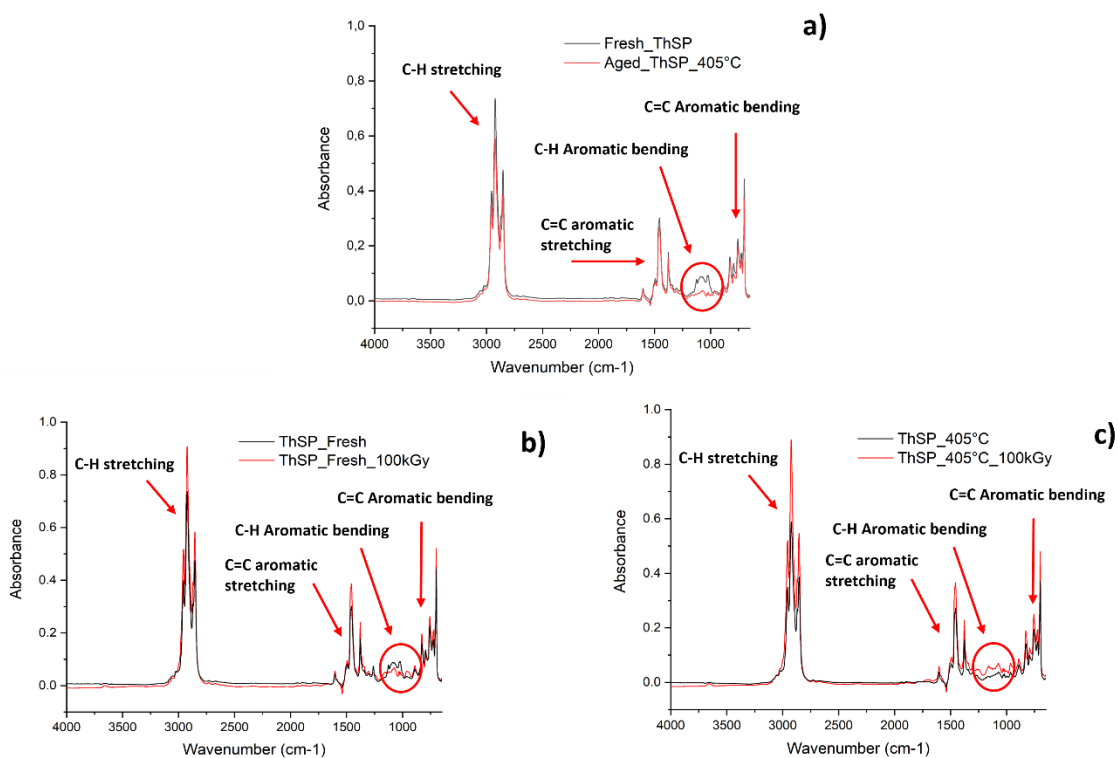 a)
Fresh_ThSP
Aged_ThSP_405°C
C-H stretching
C=C Aromatic bending
C-H Aromatic bending
C=C aromatic
stretching
Absorbance
1,0
0,8
0,6
0,4
0,2
0,0
4000 3500 3000 2500 2000 1500 1000
Wavenumber (cm-1)
b)
ThSP_Fresh
ThSP_Fresh_100kGy
C-H stretching
C=C Aromatic bending
C-H Aromatic bending
C=C aromatic
stretching
Absorbance
1.0
0.8
0.6
0.4
0.2
0.0
4000 3500 3000 2500 2000 1500 1000
Wavenumber (cm-1)
c)
ThSP_405°C
ThSP_405°C_100kGy
C-H stretching
C=C Aromatic bending
C-H Aromatic bending
C=C aromatic
stretching
Absorbance
1.0
0.8
0.6
0.4
0.2
0.0
4000 3500 3000 2500 2000 1500 1000
Wavenumber (cm-1)